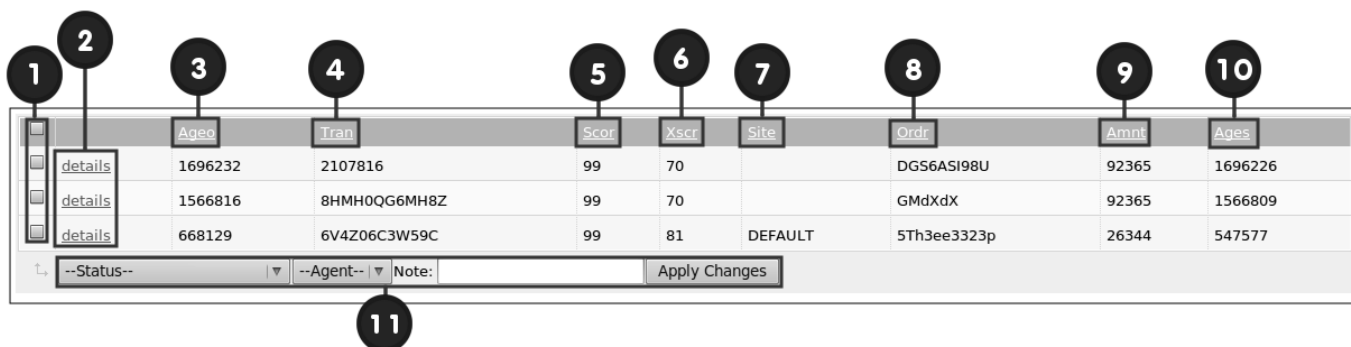 1 2 3 4 5 6 7 8 9 10
Ageo Tran Scor Xscr Site Ordr Amnt Ages
details 1696232 2107816 99 70 DGS6ASI98U 92365 1696226
details 1566816 8HMH0QG6MH8Z 99 70 GMdXdX 92365 1566809
details 668129 6V4Z06C3W59C 99 81 DEFAULT 5Th3ee3323p 26344 547577
--Status-- --Agent-- Note: Apply Changes
11